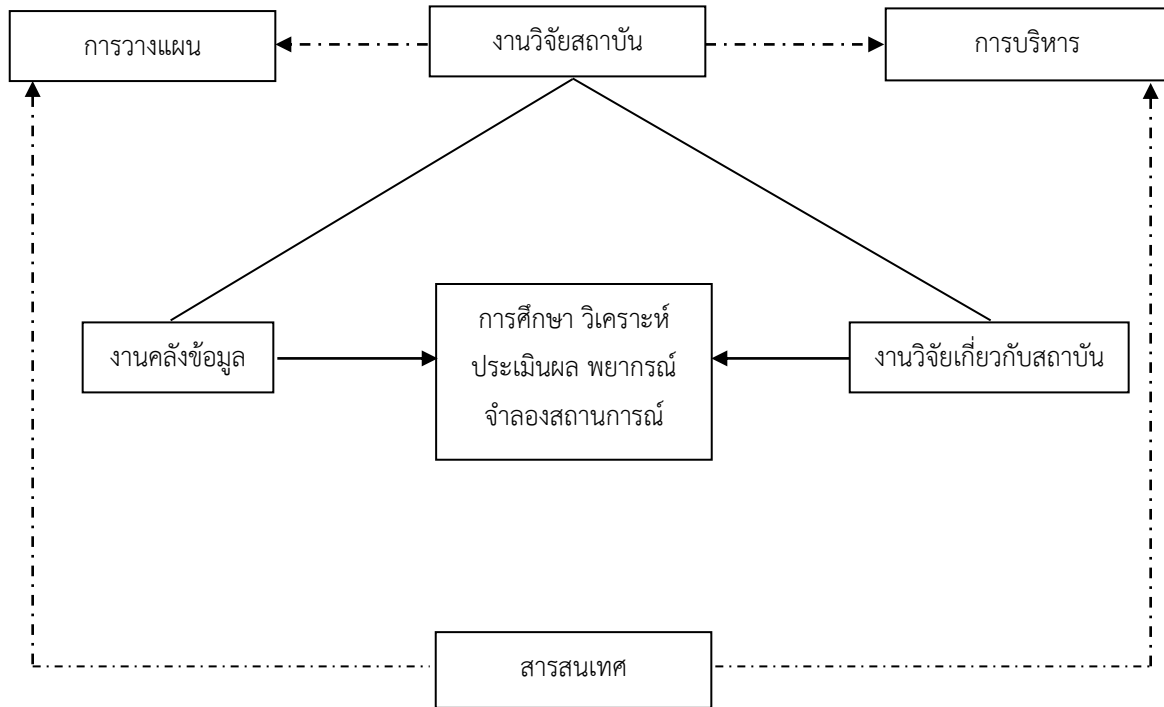 การวางแผน
งานวิจัยสถาบัน
การบริหาร
งานคลังข้อมูล
การศึกษา วิเคราะห์
ประเมินผล พยากรณ์
จำลองสถานการณ์
งานวิจัยเกี่ยวกับสถาบัน
สารสนเทศ